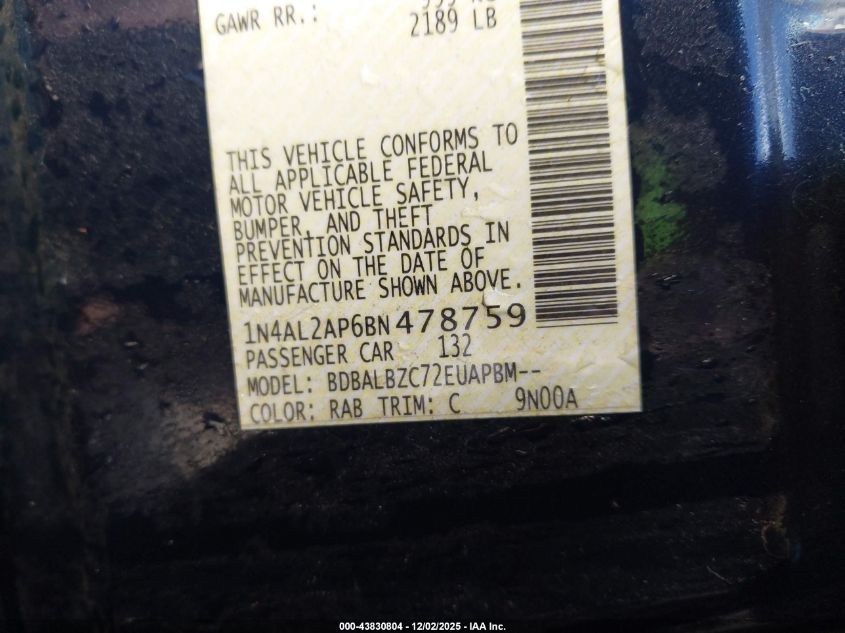 GAWR RR.:
2189 LB
THIS VEHICLE CONFORMS TO
ALL APPLICABLE FEDERAL
MOTOR VEHICLE SAFETY,
BUMPER, AND THEFT
PREVENTION STANDARDS IN
EFFECT ON THE DATE OF
MANUFACTURE SHOWN ABOVE.
1N4AL2AP6BN478759
PASSENGER CAR 132
MODEL: BDBALBZC72EUAPBM--
COLOR: RAB TRIM: C 9N00A
000-43830804 - 12/02/2025 - IAA Inc.